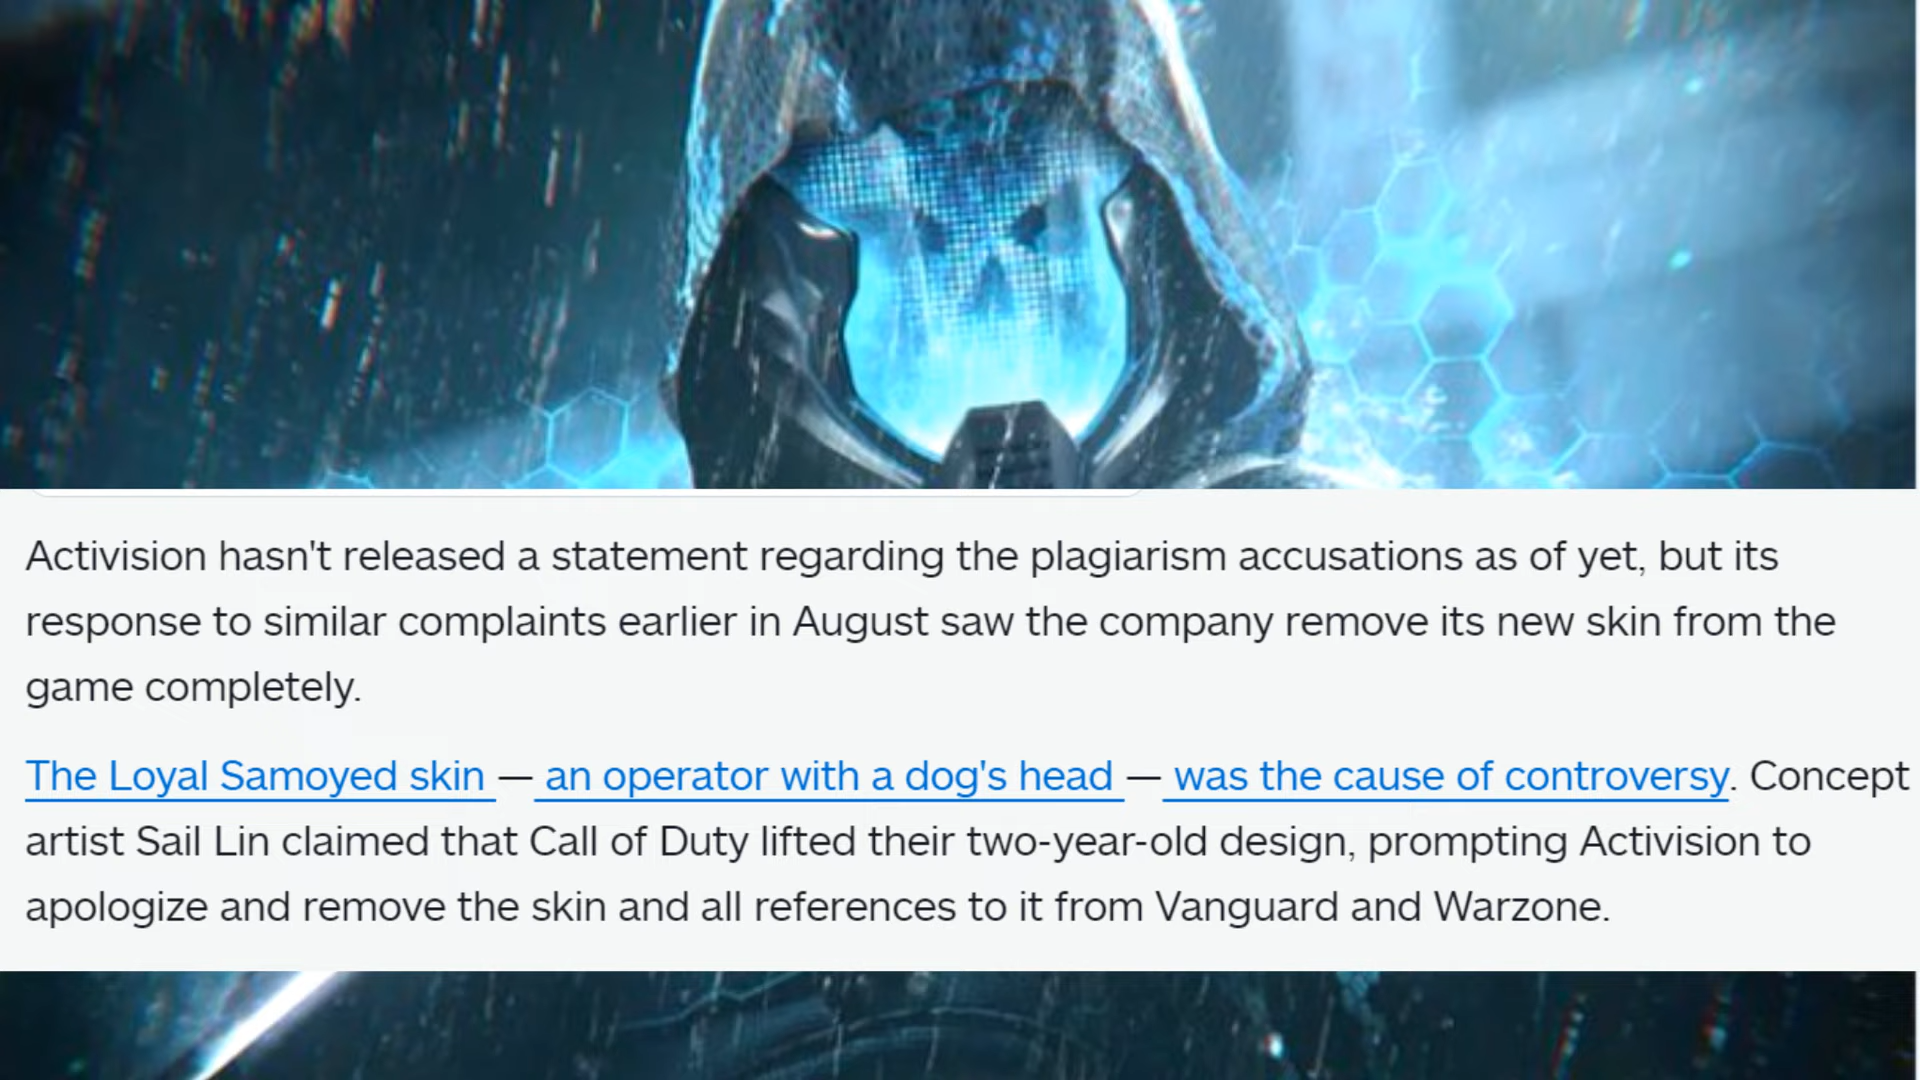 Activision hasn't released a statement regarding the plagiarism accusations as of yet, but its
response to similar complaints earlier in August saw the company remove its new skin from the
game completely.
The Loyal Samoyed skin — an operator with a dog's head — was the cause of controversy. Concept
artist Sail Lin claimed that Call of Duty lifted their two-year-old design, prompting Activision to
apologize and remove the skin and all references to it from Vanguard and Warzone.